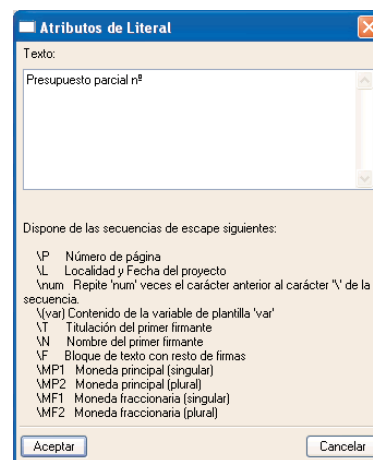 Atributos de Literal
Texto:
Presupuesto parcial nº
Dispone de las secuencias de escape siguientes:
\P Número de página
\L Localidad y Fecha del proyecto
\num Repite 'num' veces el carácter anterior al carácter '\' de la
secuencia.
\(var) Contenido de la variable de plantilla 'var'
\T Titulación del primer firmante
\N Nombre del primer firmante
\F Bloque de texto con resto de firmas
\MP1 Moneda principal (singular)
\MP2 Moneda principal (plural)
\MF1 Moneda fraccionaria (singular)
\MF2 Moneda fraccionaria (plural)
Aceptar Cancelar